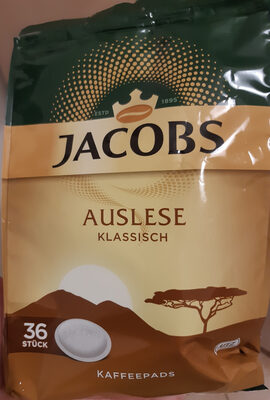 ESTD 1895
JACOBS
AUSLESE
KLASSISCH
36
STÜCK
KAFFEEPADS